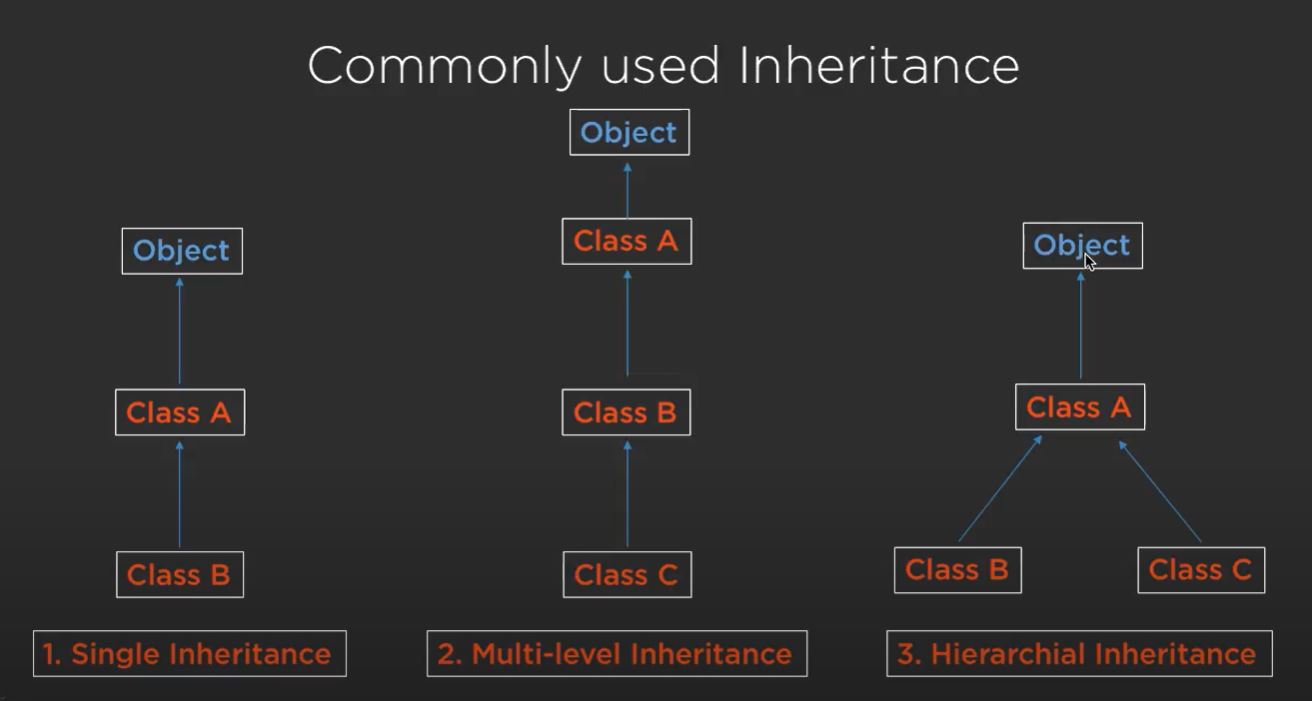 Commonly used Inheritance
Object
Class A
Class B
1. Single Inheritance
Object
Class A
Class B
Class C
2. Multi-level Inheritance
Object
Class A
Class B
Class C
3. Hierarchial Inheritance